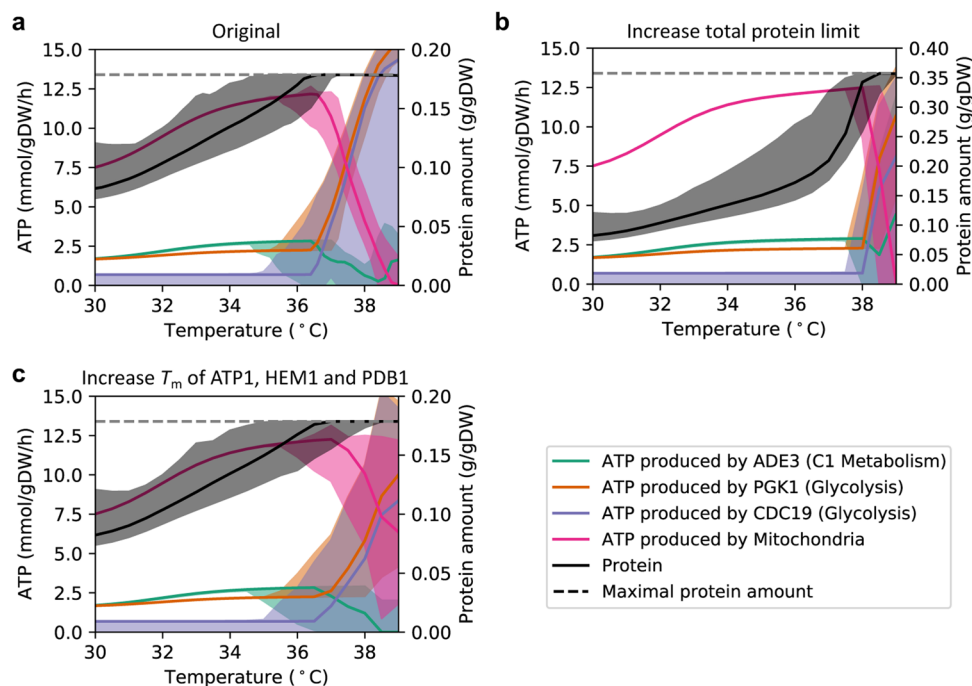 a
Original
15.0
12.5
10.0
7.5
5.0
2.5
0.0
ATP (mmol/gDW/h)
0.20
0.15
0.10
0.05
0.00
Protein amount (g/gDW)
30 32 34 36 38
Temperature (°C)
b
Increase total protein limit
15.0
12.5
10.0
7.5
5.0
2.5
0.0
ATP (mmol/gDW/h)
0.40
0.35
0.30
0.25
0.20
0.15
0.10
0.05
0.00
Protein amount (g/gDW)
30 32 34 36 38
Temperature (°C)
c
Increase Tm of ATP1, HEM1 and PDB1
15.0
12.5
10.0
7.5
5.0
2.5
0.0
ATP (mmol/gDW/h)
0.20
0.15
0.10
0.05
0.00
Protein amount (g/gDW)
30 32 34 36 38
Temperature (°C)
ATP produced by ADE3 (C1 Metabolism)
ATP produced by PGK1 (Glycolysis)
ATP produced by CDC19 (Glycolysis)
ATP produced by Mitochondria
Protein
Maximal protein amount